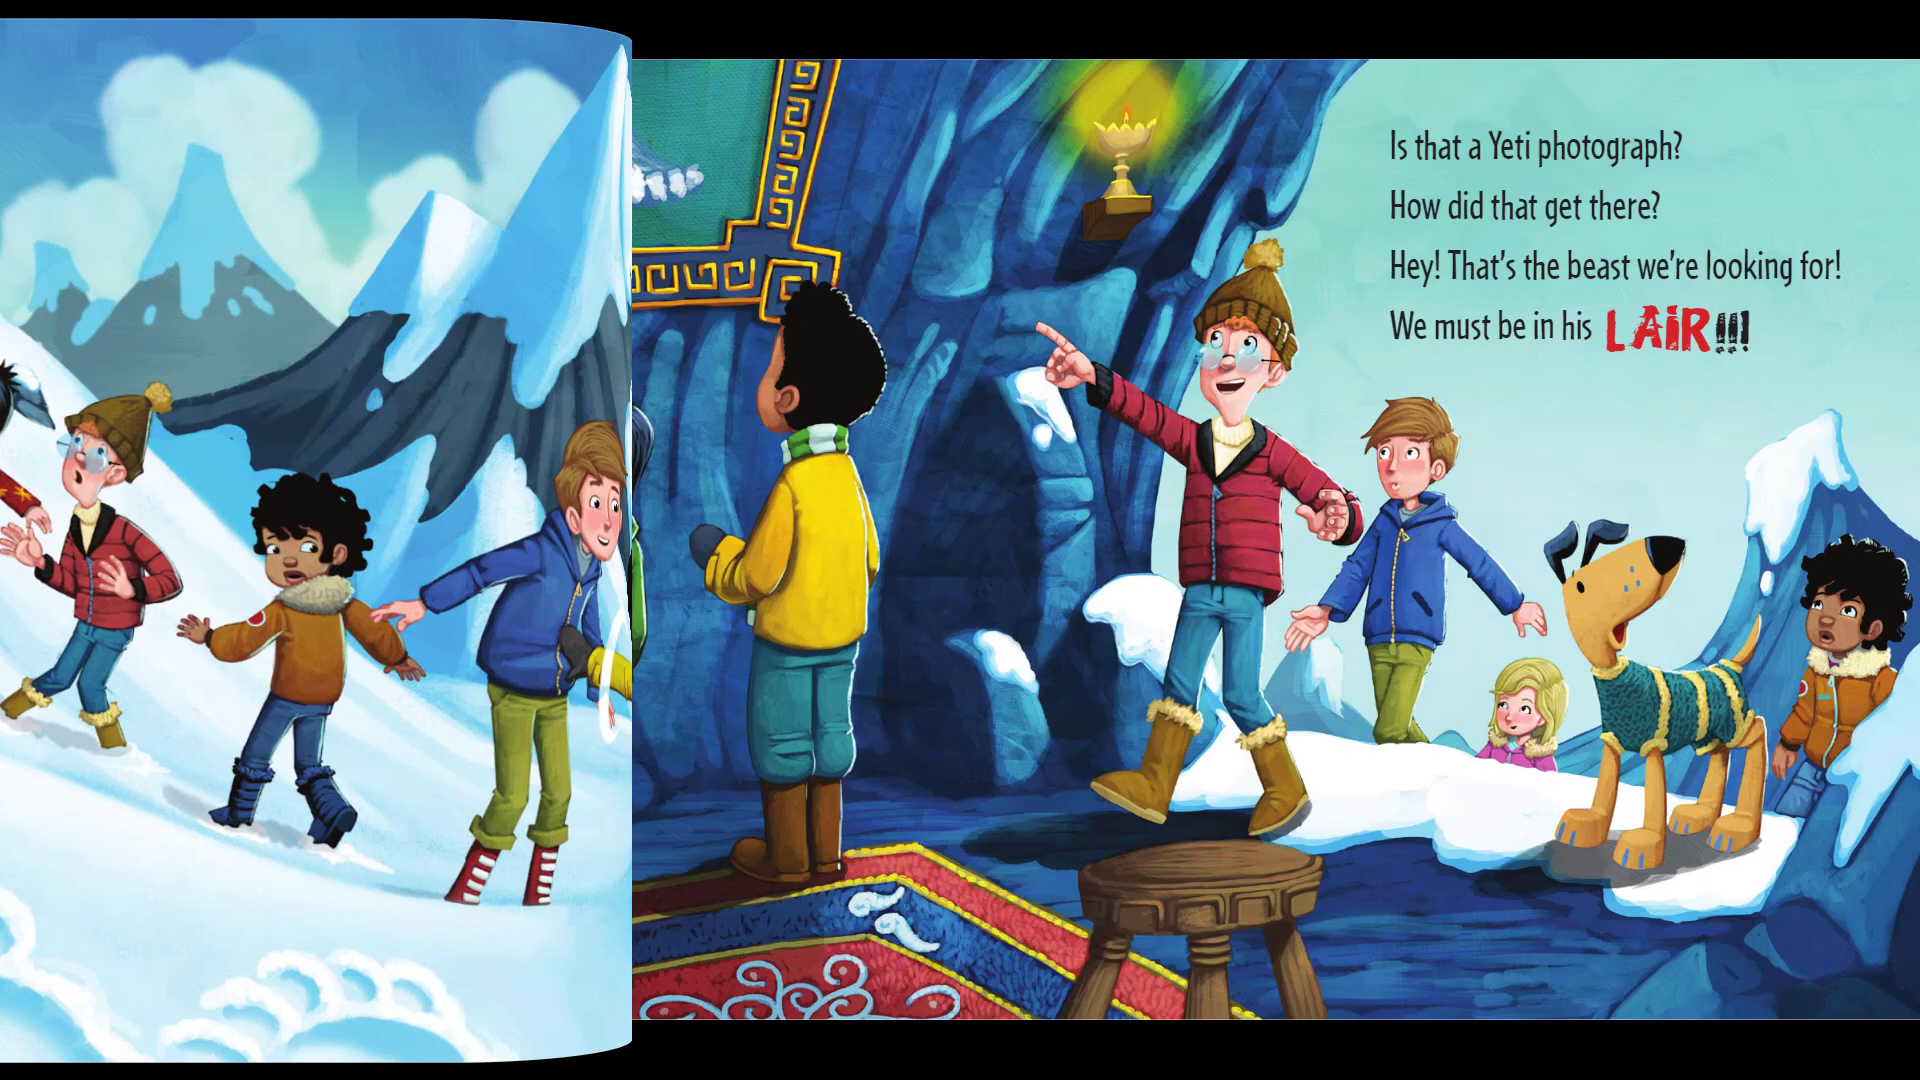 Is that a Yeti photograph?
How did that get there?
Hey! That's the beast we're looking for!
We must be in his LAiR!!!